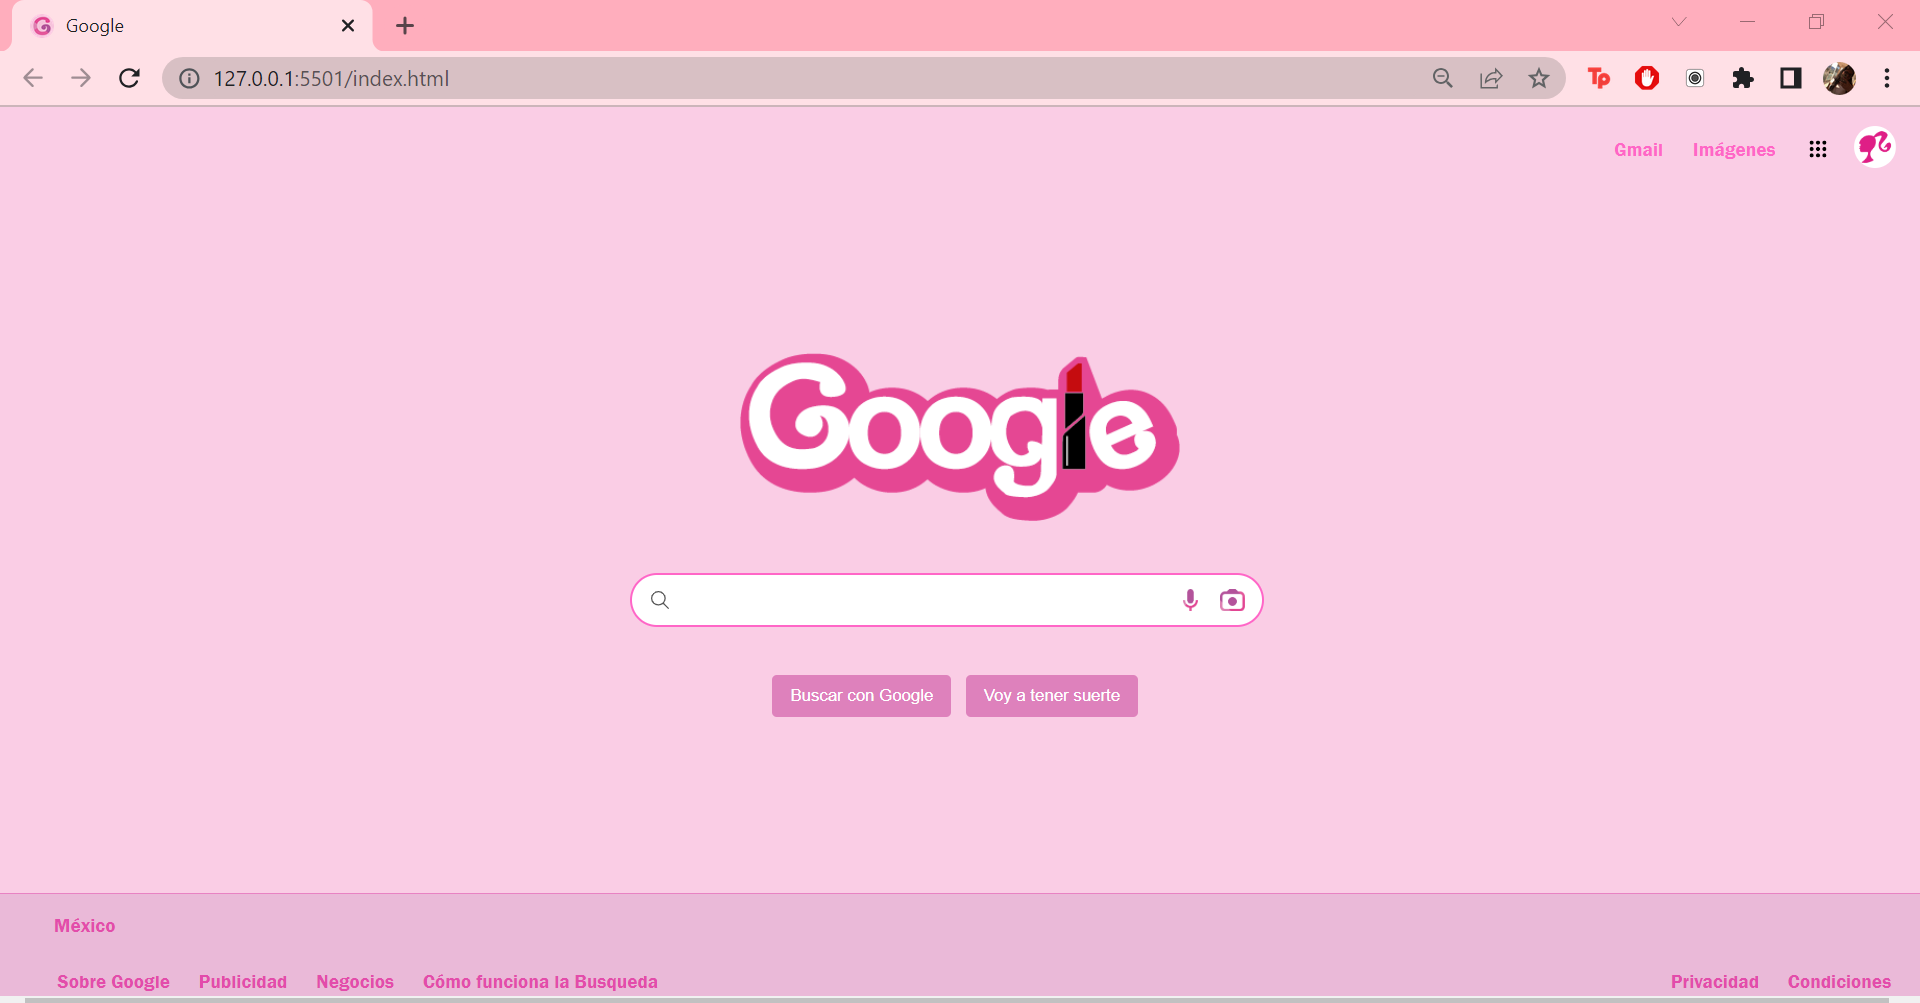 Google
127.0.0.1:5501/index.html
Tp
Gmail Imágenes
Google
Buscar con Google Voy a tener suerte
México
Sobre Google Publicidad Negocios Cómo funciona la Busqueda Privacidad Condiciones